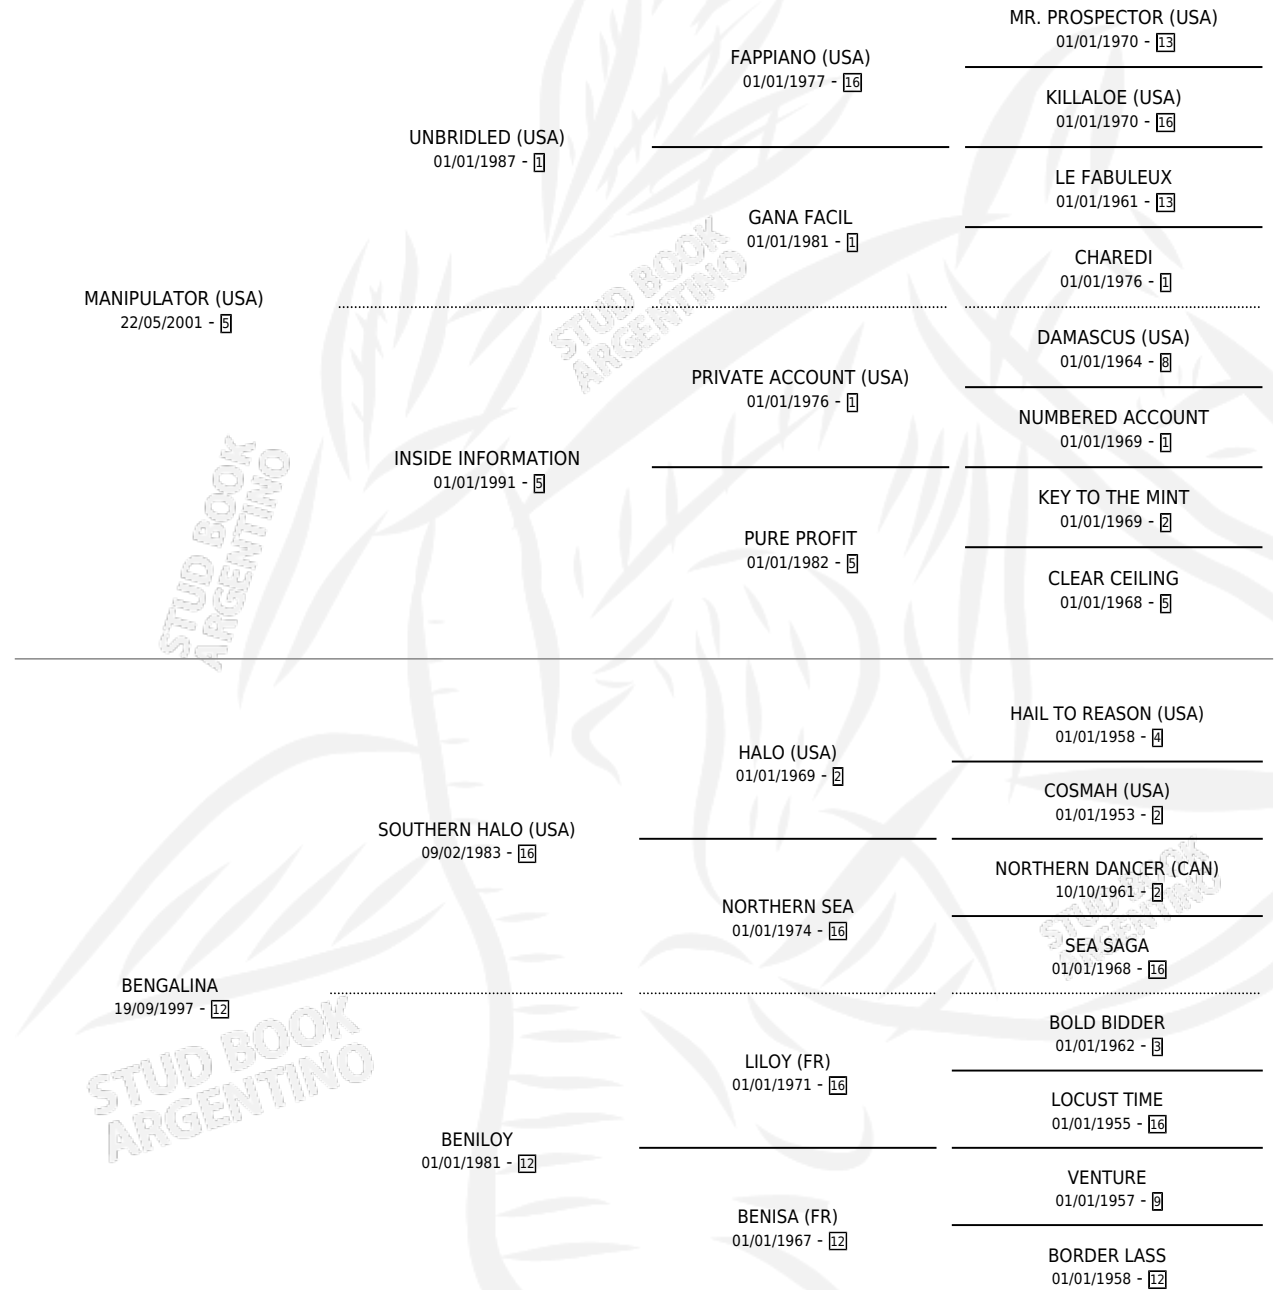 MR. PROSPECTOR (USA)
01/01/1970 - 13
FAPPIANO (USA)
01/01/1977 - 16
KILLALOE (USA)
01/01/1970 - 16
UNBRIDLED (USA)
01/01/1987 - 1
LE FABULEUX
01/01/1961 - 13
GANA FACIL
01/01/1981 - 1
CHAREDI
01/01/1976 - 1
MANIPULATOR (USA)
22/05/2001 - 5
STUD BOOK
ARGENTINO
DAMASCUS (USA)
01/01/1964 - 8
PRIVATE ACCOUNT (USA)
01/01/1976 - 1
NUMBERED ACCOUNT
01/01/1969 - 1
INSIDE INFORMATION
01/01/1991 - 5
KEY TO THE MINT
01/01/1969 - 2
PURE PROFIT
01/01/1982 - 5
CLEAR CEILING
01/01/1968 - 5
STUD BOOK
ARGENTINO
HAIL TO REASON (USA)
01/01/1958 - 4
HALO (USA)
01/01/1969 - 2
COSMAH (USA)
01/01/1953 - 2
SOUTHERN HALO (USA)
09/02/1983 - 16
NORTHERN DANCER (CAN)
10/10/1961 - 2
NORTHERN SEA
01/01/1974 - 16
SEA SAGA
01/01/1968 - 16
STUD BOOK
ARGENTINO
BENGALINA
19/09/1997 - 12
BOLD BIDDER
01/01/1962 - 3
LILOY (FR)
01/01/1971 - 16
LOCUST TIME
01/01/1955 - 16
STUD BOOK
ARGENTINO
BENILOY
01/01/1981 - 12
VENTURE
01/01/1957 - 9
BENISA (FR)
01/01/1967 - 12
BORDER LASS
01/01/1958 - 12